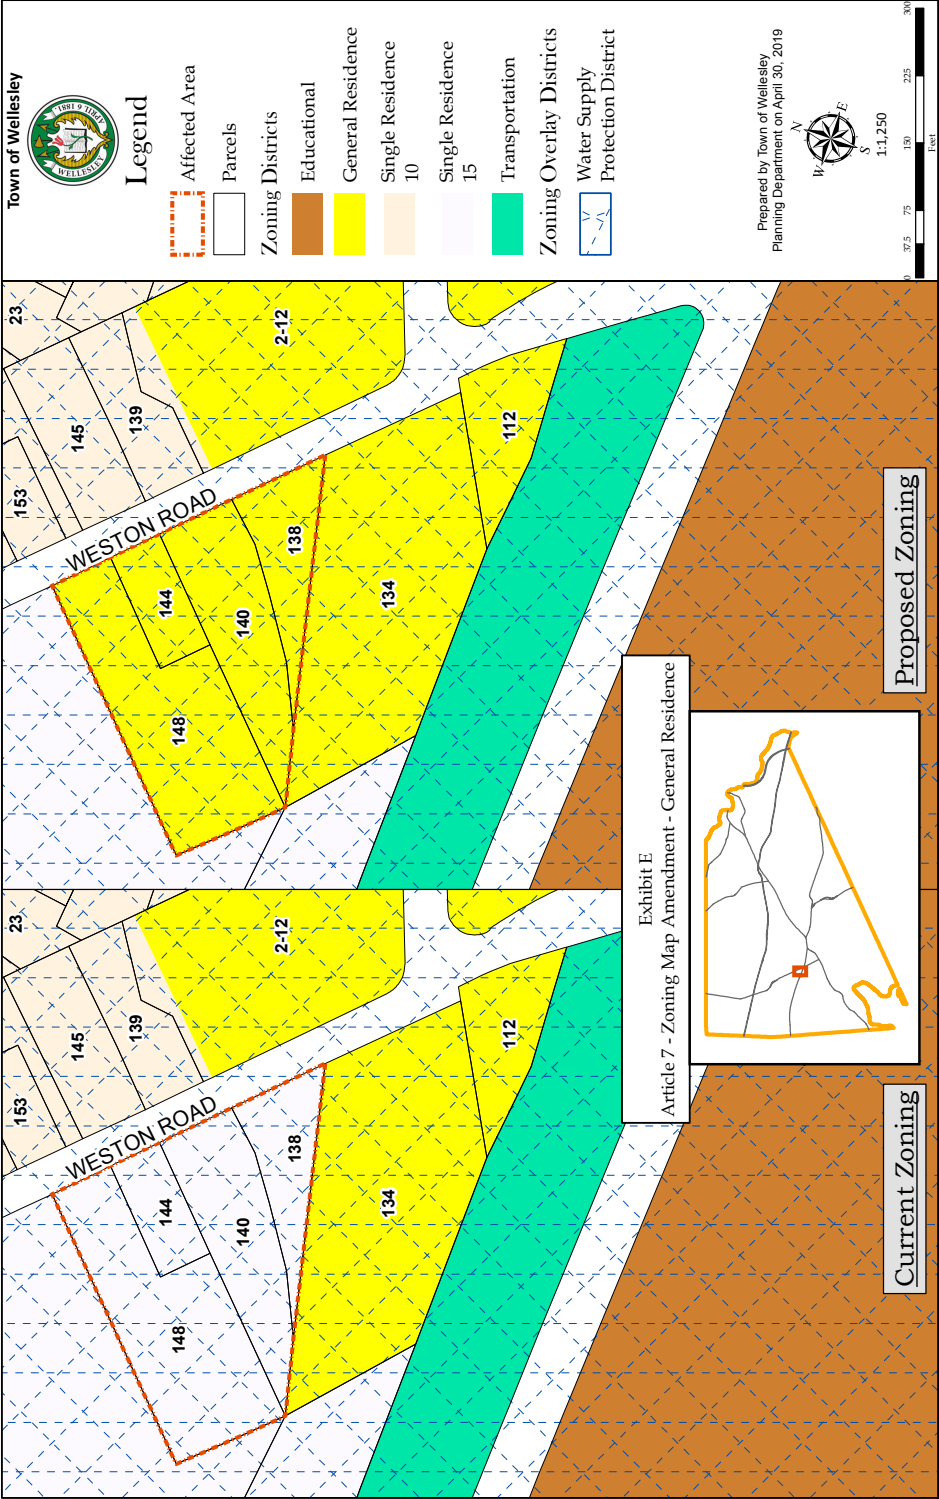 Town of Wellesley
WELLESLEY
APRIL 6 1881
Legend
Affected Area
Parcels
Zoning Districts
Educational
General Residence
Single Residence
10
Single Residence
15
Transportation
Zoning Overlay Districts
Water Supply
Protection District
Prepared by Town of Wellesley
Planning Department on April 30, 2019
N
E
S
W
1:1,250
0 37.5 75 150 225 300
Feet
23
153
145
139
2-12
WESTON ROAD
148
144
140
138
134
112
Current Zoning
23
153
145
139
2-12
WESTON ROAD
148
144
140
138
134
112
Proposed Zoning
Exhibit E
Article 7 - Zoning Map Amendment - General Residence